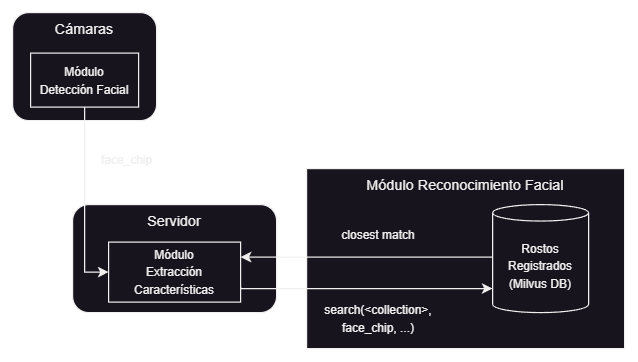 Cámaras
Módulo
Detección Facial
face_chip
Módulo Reconocimiento Facial
Servidor
Módulo
Extracción
Características
closest match
Rostos
Registrados
(Milvus DB)
search(<collection>,
face_chip, ...)